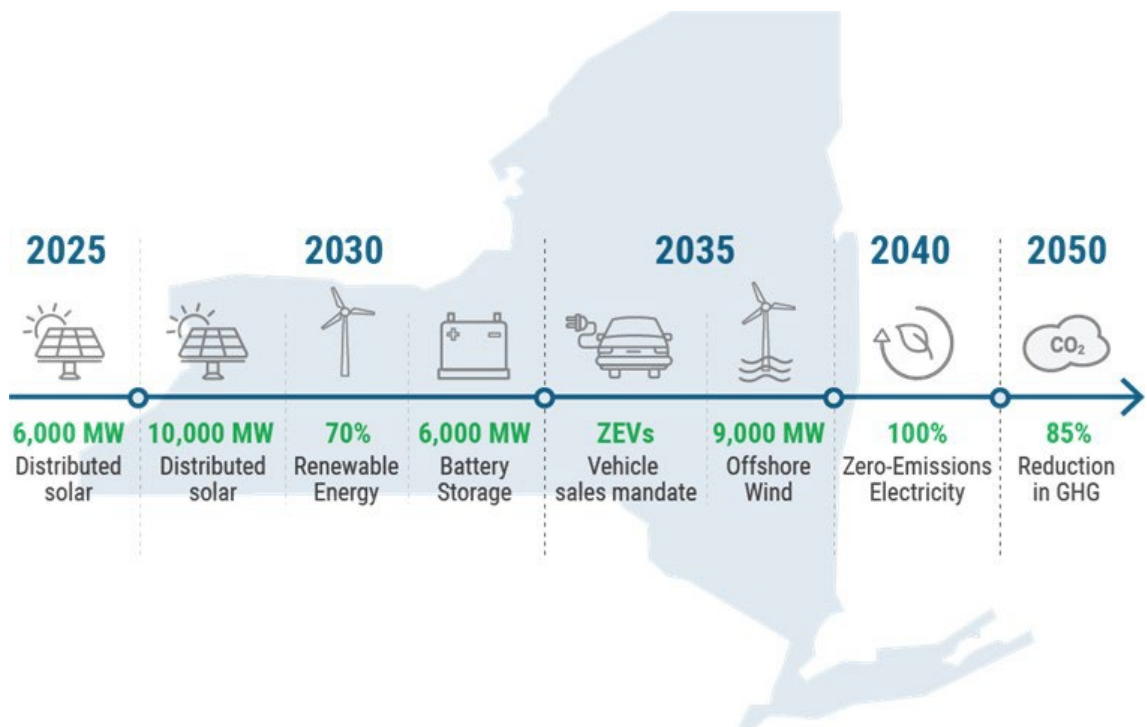 2025
2030
2035
2040
2050
CO₂
6,000 MW
Distributed
solar
10,000 MW
Distributed
solar
70%
Renewable
Energy
6,000 MW
Battery
Storage
ZEVs
Vehicle
sales mandate
9,000 MW
Offshore
Wind
100%
Zero-Emissions
Electricity
85%
Reduction
in GHG